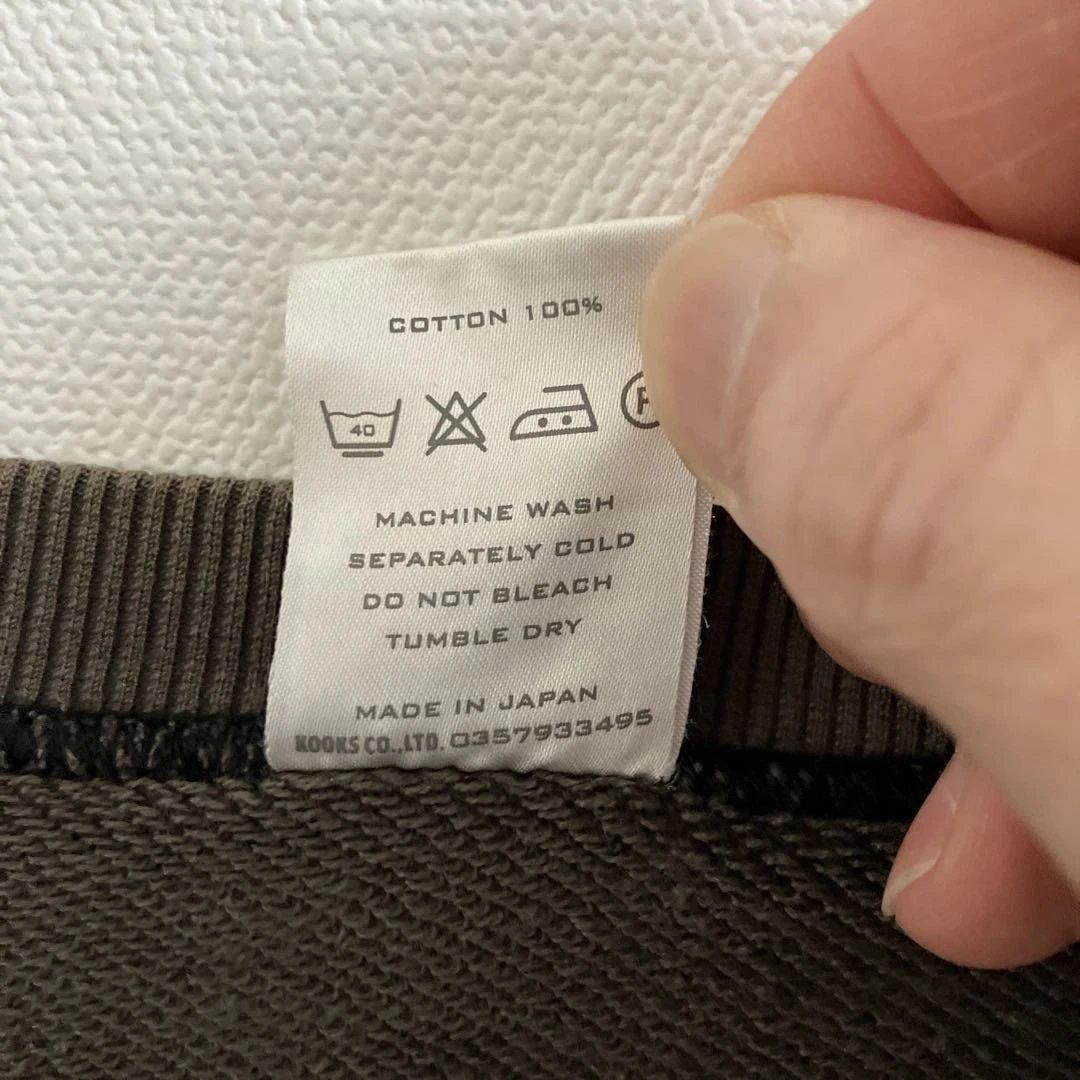 COTTON 100%
40
MACHINE WASH
SEPARATELY COLD
DO NOT BLEACH
TUMBLE DRY
MADE IN JAPAN
KOOKS CO.,LTD. 0357933495